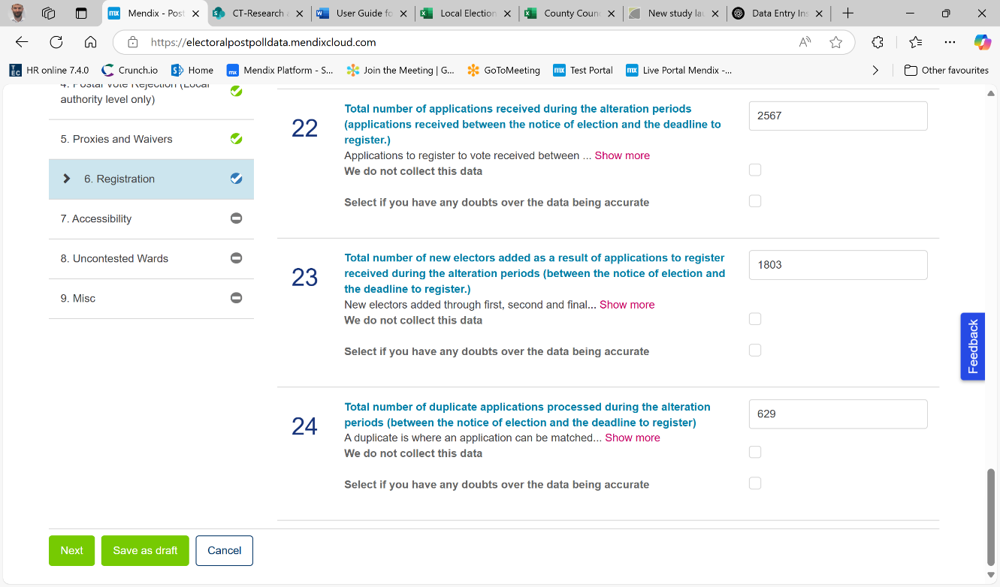 Mendix - Post
CT-Research a
User Guide fo
Local Election
County Coun
New study la
Data Entry Ins
https://electoralpostpolldata.mendixcloud.com
HR online 7.4.0
Crunch.io
Home
Mendix Platform - S...
Join the Meeting | G...
GoToMeeting
Test Portal
Live Portal Mendix -...
Other favourites
4. Postal Vote Rejection (Local
authority level only)
5. Proxies and Waivers
6. Registration
7. Accessibility
8. Uncontested Wards
9. Misc
22
Total number of applications received during the alteration periods
(applications received between the notice of election and the deadline to
register.)
Applications to register to vote received between ... Show more
We do not collect this data
Select if you have any doubts over the data being accurate
2567
23
Total number of new electors added as a result of applications to register
received during the alteration periods (between the notice of election and
the deadline to register.)
New electors added through first, second and final... Show more
We do not collect this data
Select if you have any doubts over the data being accurate
1803
24
Total number of duplicate applications processed during the alteration
periods (between the notice of election and the deadline to register)
A duplicate is where an application can be matched... Show more
We do not collect this data
Select if you have any doubts over the data being accurate
629
Feedback
Next
Save as draft
Cancel